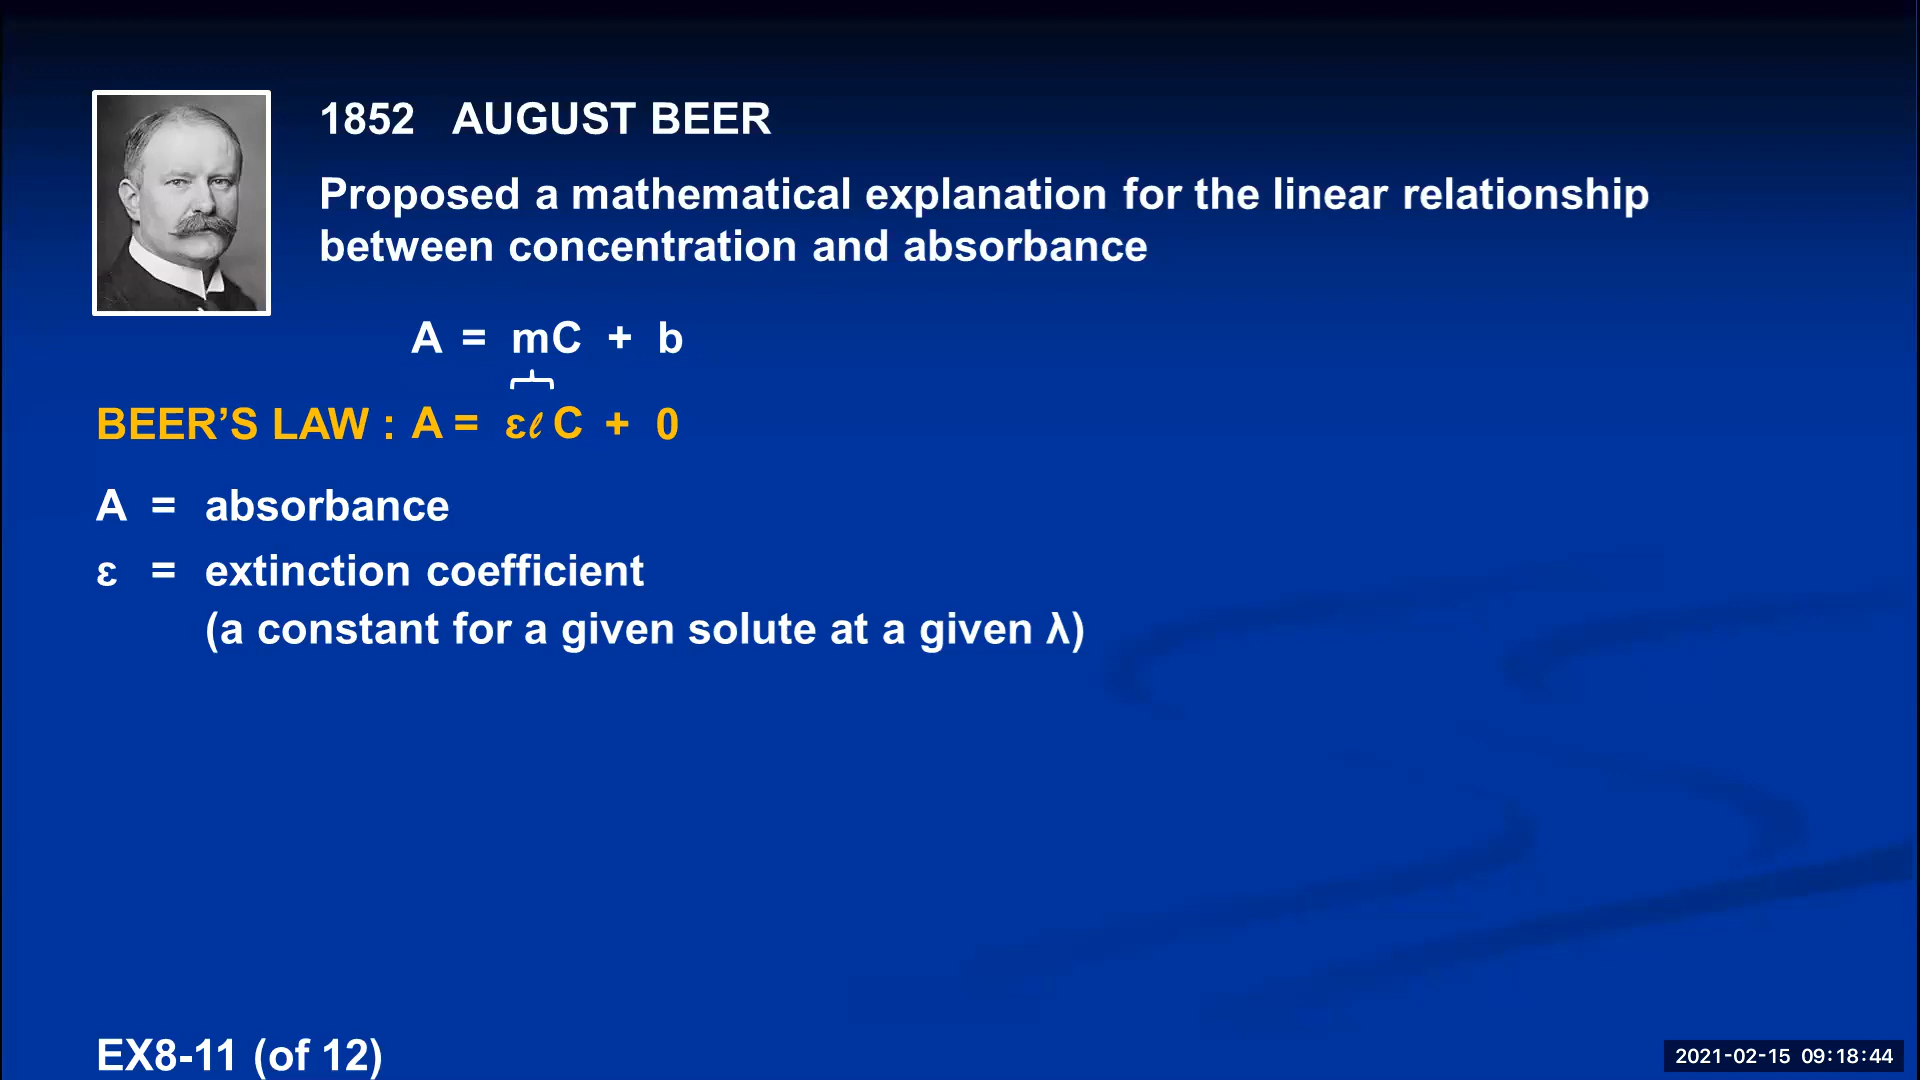 1852 AUGUST BEER
Proposed a mathematical explanation for the linear relationship
between concentration and absorbance
A = mC + b
BEER’S LAW : A = εℓ C + 0
A = absorbance
ε = extinction coefficient
(a constant for a given solute at a given λ)
EX8-11 (of 12)
2021-02-15 09:18:44